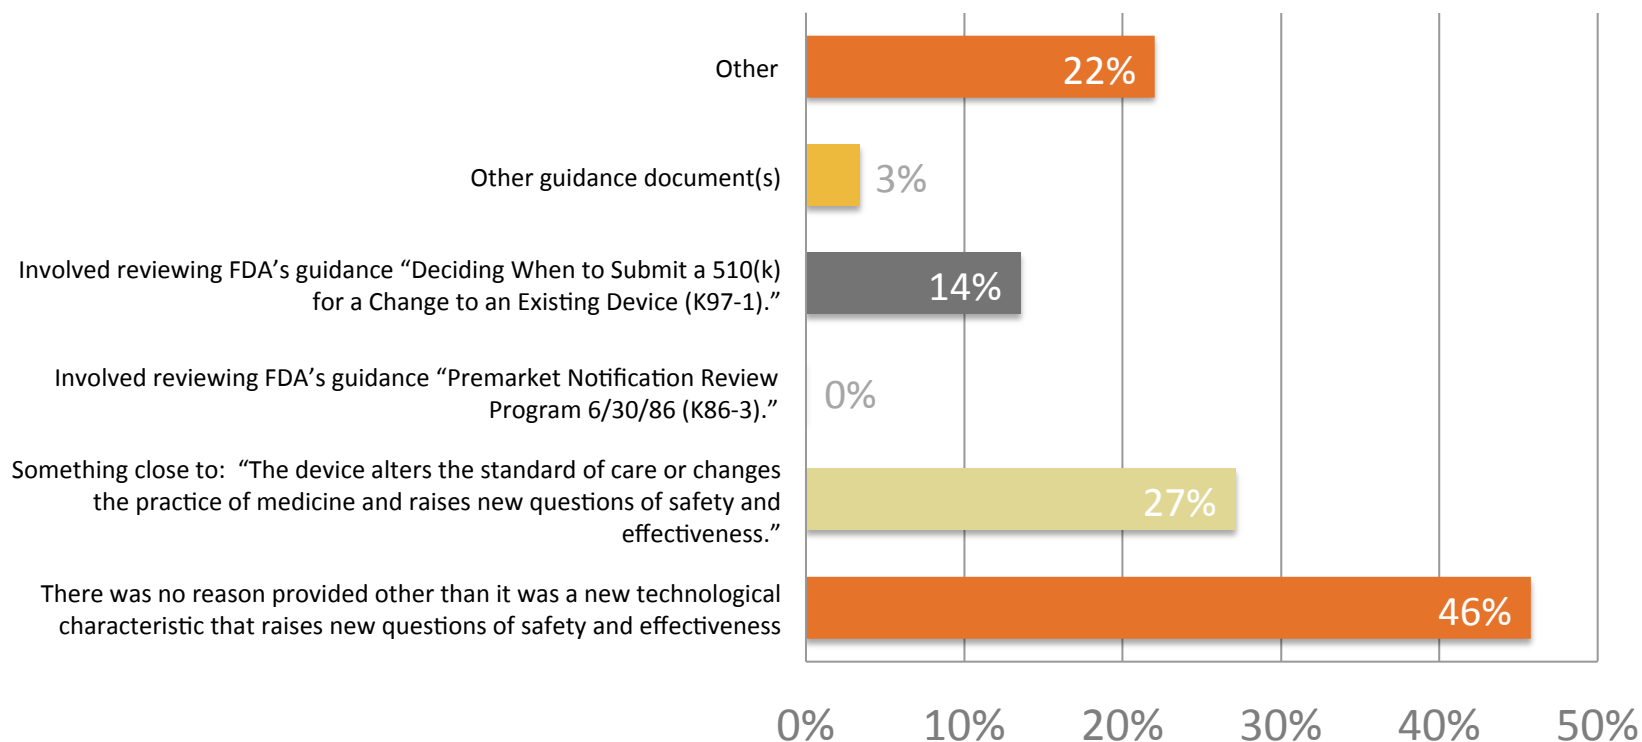 Other
22%
Other guidance document(s)
3%
Involved reviewing FDA’s guidance “Deciding When to Submit a 510(k)
for a Change to an Existing Device (K97-1).”
14%
Involved reviewing FDA’s guidance “Premarket Notification Review
Program 6/30/86 (K86-3).”
0%
Something close to:  “The device alters the standard of care or changes
the practice of medicine and raises new questions of safety and
effectiveness.”
27%
There was no reason provided other than it was a new technological
characteristic that raises new questions of safety and effectiveness
46%
0% 10% 20% 30% 40% 50%